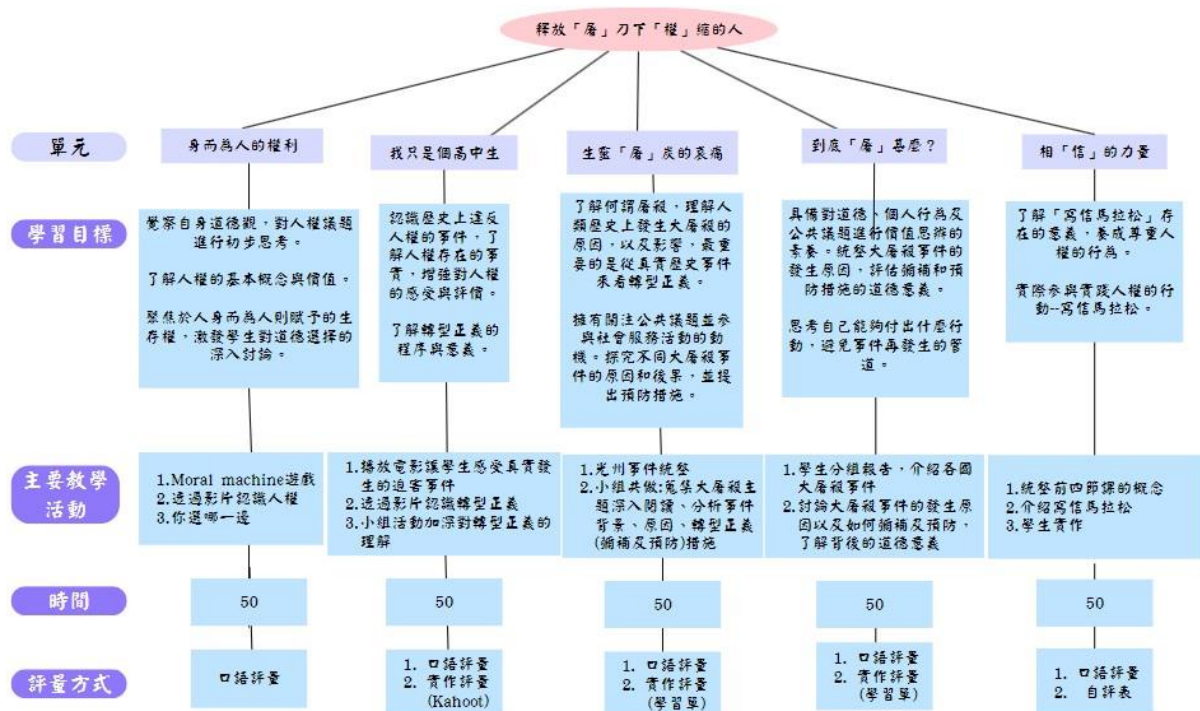 釋放「屠」刀下「權」縮的人
單元
身而為人的權利
我只是個高中生
生靈「屠」炭的哀痛
到底「屠」甚麼？
相「信」的力量
學習目標
覺察自身道德觀，對人權議題
進行初步思考。
了解人權的基本概念與價值。
聚焦於人身而為人則賦予的生
存權，激發學生對道德選擇的
深入討論。
認識歷史上違反
人權的事件，了
解人權存在的事
實，增強對人權
的感受與評價。
了解轉型正義的
程序與意義。
了解何謂屠殺，理解人
類歷史上發生大屠殺的
原因，以及影響，最重
要的是從真實歷史事件
來看轉型正義。
擁有關注公共議題並參
與社會服務活動的動
機。探究不同大屠殺事
件的原因和後果，並提
出預防措施。
具備對道德、個人行為及
公共議題進行價值思辨的
素養。統整大屠殺事件的
發生原因，評估彌補和預
防措施的道德意義。
思考自己能夠付出什麼行
動，避免事件再發生的管
道。
了解「寫信馬拉松」存
在的意義，養成尊重人
權的行為。
實際參與實踐人權的行
動--寫信馬拉松。
主要教學
活動
1.Moral machine遊戲
2.透過影片認識人權
3.你選哪一邊
1.播放電影讓學生感受真實發
生的迫害事件
2.透過影片認識轉型正義
3.小組活動加深對轉型正義的
理解
1.光州事件統整
2.小組共做:蒐集大屠殺主
題深入閱讀、分析事件
背景、原因、轉型正義
(彌補及預防)措施
1.學生分組報告，介紹各國
大屠殺事件
2.討論大屠殺事件的發生原
因以及如何彌補及預防，
了解背後的道德意義
1.統整前四節課的概念
2.介紹寫信馬拉松
3.學生實作
時間
50
50
50
50
50
評量方式
口語評量
1. 口語評量
2. 實作評量
(Kahoot)
1. 口語評量
2. 實作評量
(學習單)
1. 口語評量
2. 實作評量
(學習單)
1. 口語評量
2. 自評表